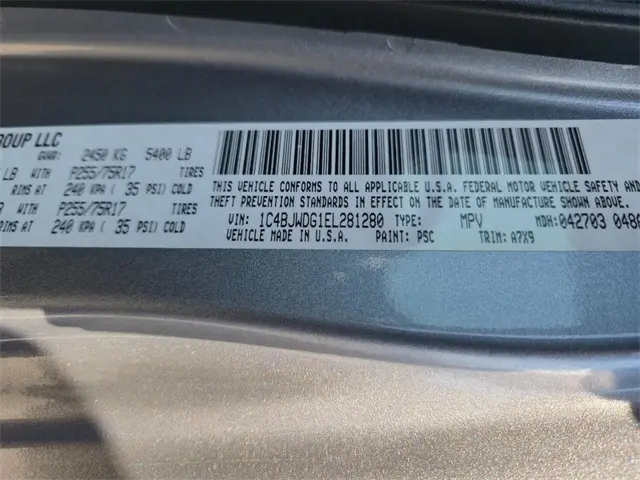 ROUP LLC
GVWR: 2450 KG 5400 LB
LB WITH P255/75R17 TIRES
RIMS AT 240 KPA ( 35 PSI) COLD
WITH P255/75R17 TIRES
RIMS AT 240 KPA ( 35 PSI) COLD
THIS VEHICLE CONFORMS TO ALL APPLICABLE U.S.A. FEDERAL MOTOR VEHICLE SAFETY AND
THEFT PREVENTION STANDARDS IN EFFECT ON THE DATE OF MANUFACTURE SHOWN ABOVE.
VIN: 1C4BJWDG1EL281280 TYPE: MPV MDH: 042703 048
VEHICLE MADE IN U.S.A. PAINT: PSC TRIM: A7X9